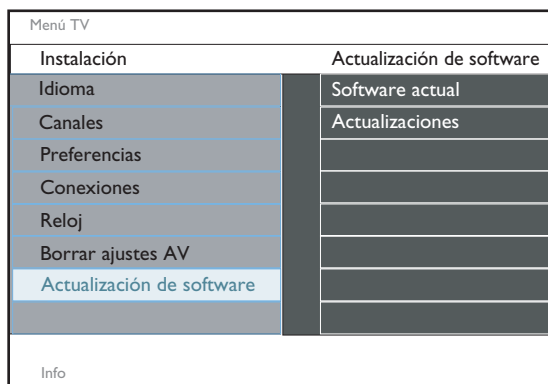 Menú TV
Instalación
Actualización de software
Idioma
Software actual
Canales
Actualizaciones
Preferencias
Conexiones
Reloj
Borrar ajustes AV
Actualización de software
Info